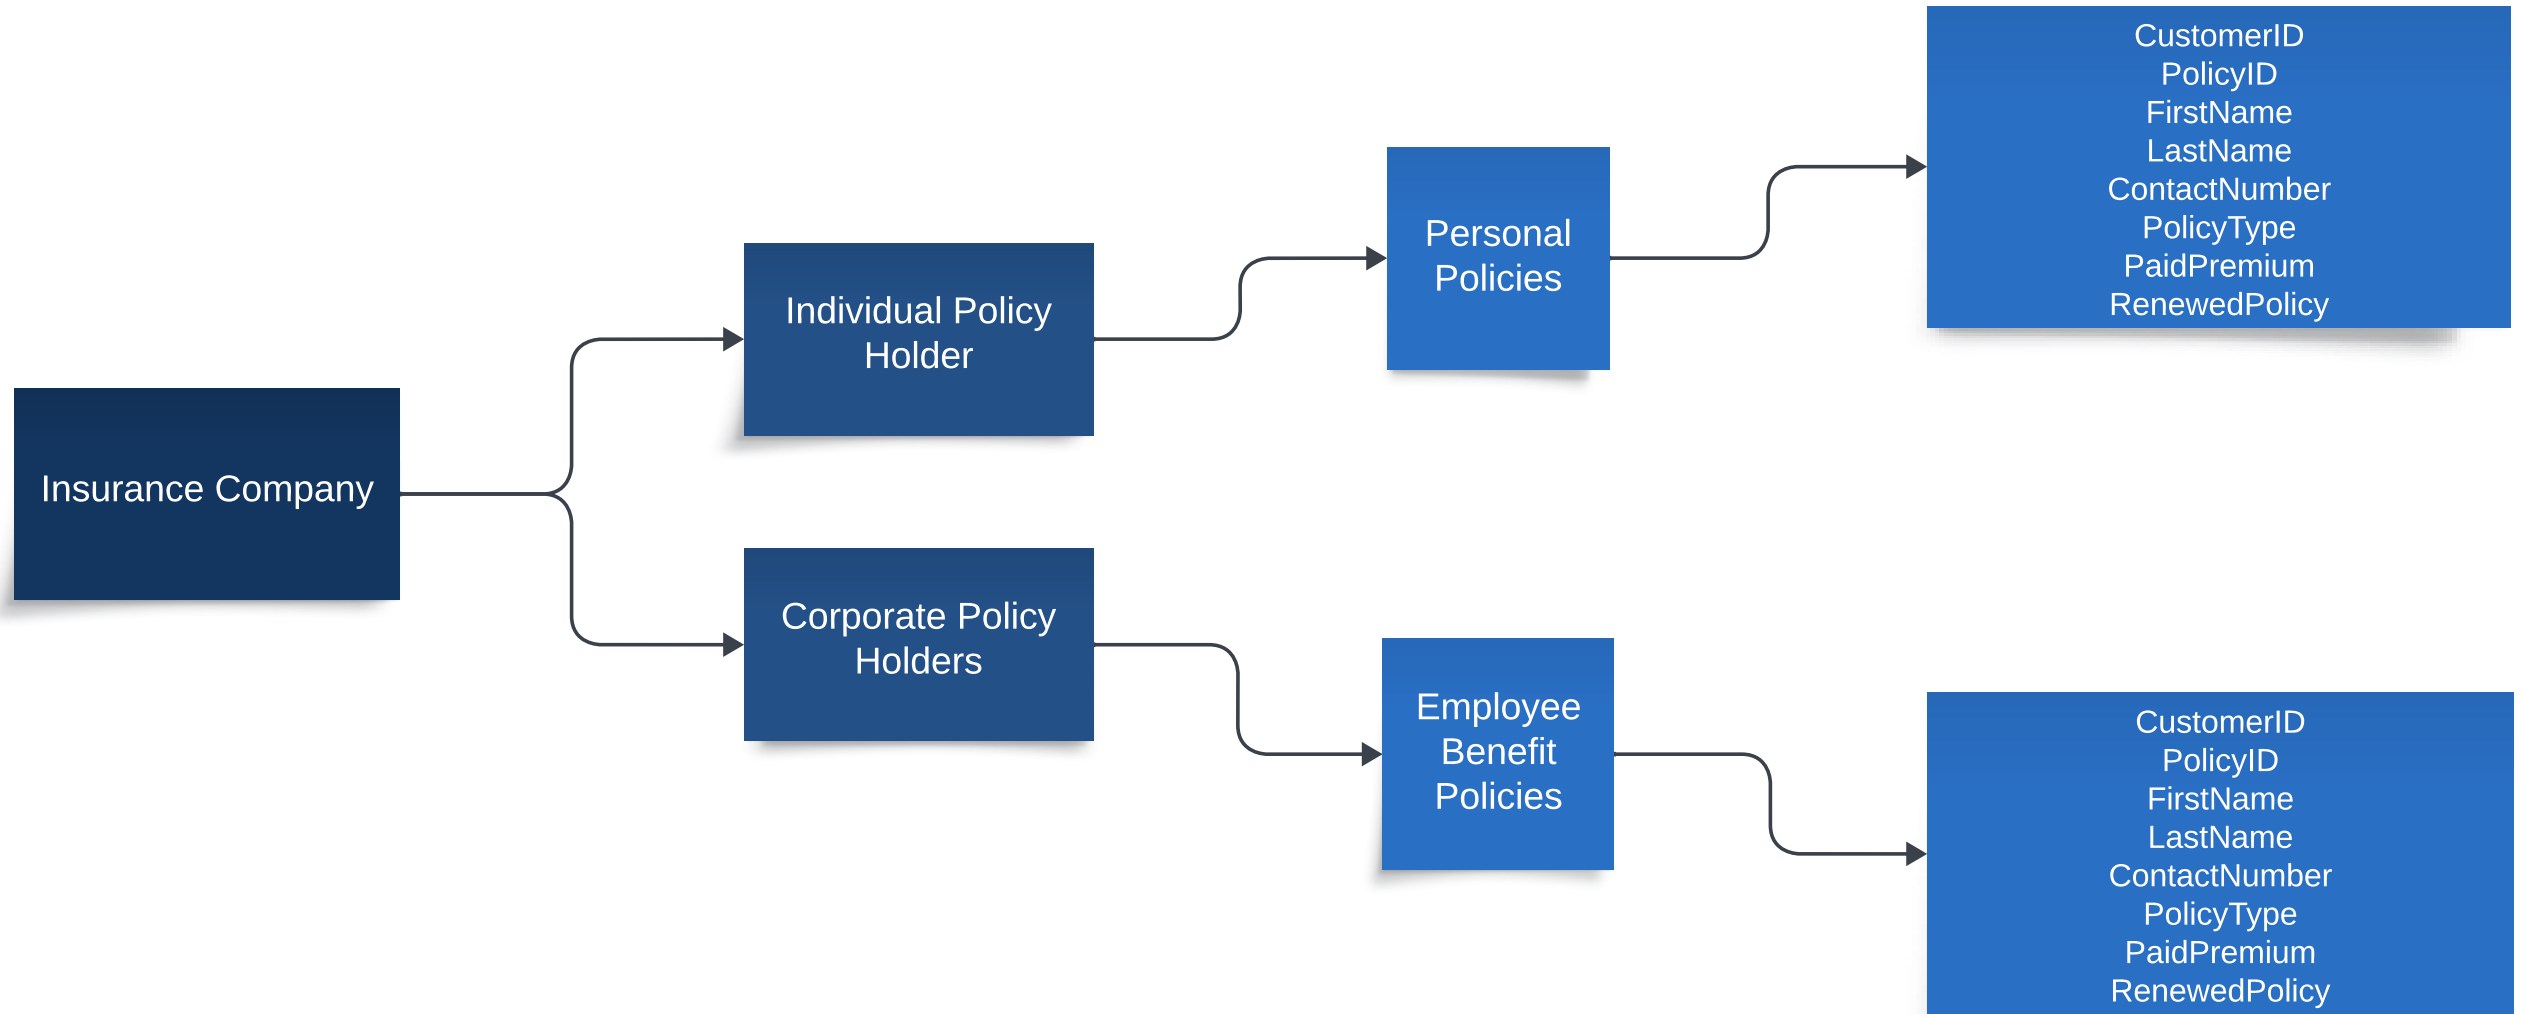 Insurance Company
Individual Policy
Holder
Corporate Policy
Holders
Personal
Policies
Employee
Benefit
Policies
CustomerID
PolicyID
FirstName
LastName
ContactNumber
PolicyType
PaidPremium
RenewedPolicy
CustomerID
PolicyID
FirstName
LastName
ContactNumber
PolicyType
PaidPremium
RenewedPolicy